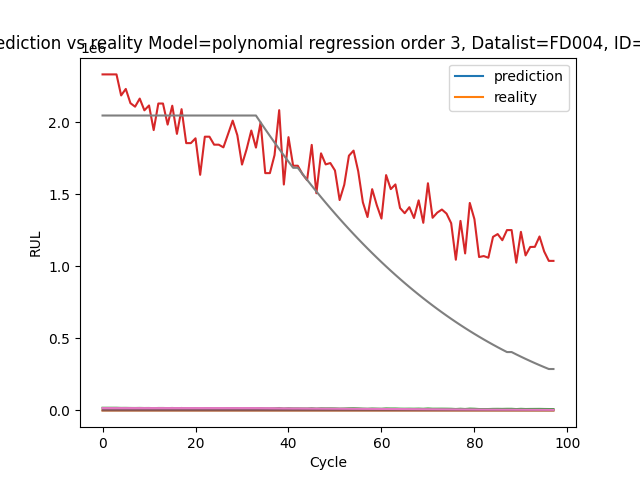 ediction vs reality Model=polynomial regression order 3, Datalist=FD004, ID=
1e6
prediction
reality
2.0
1.5
1.0
0.5
0.0
RUL
0 20 40 60 80 100
Cycle